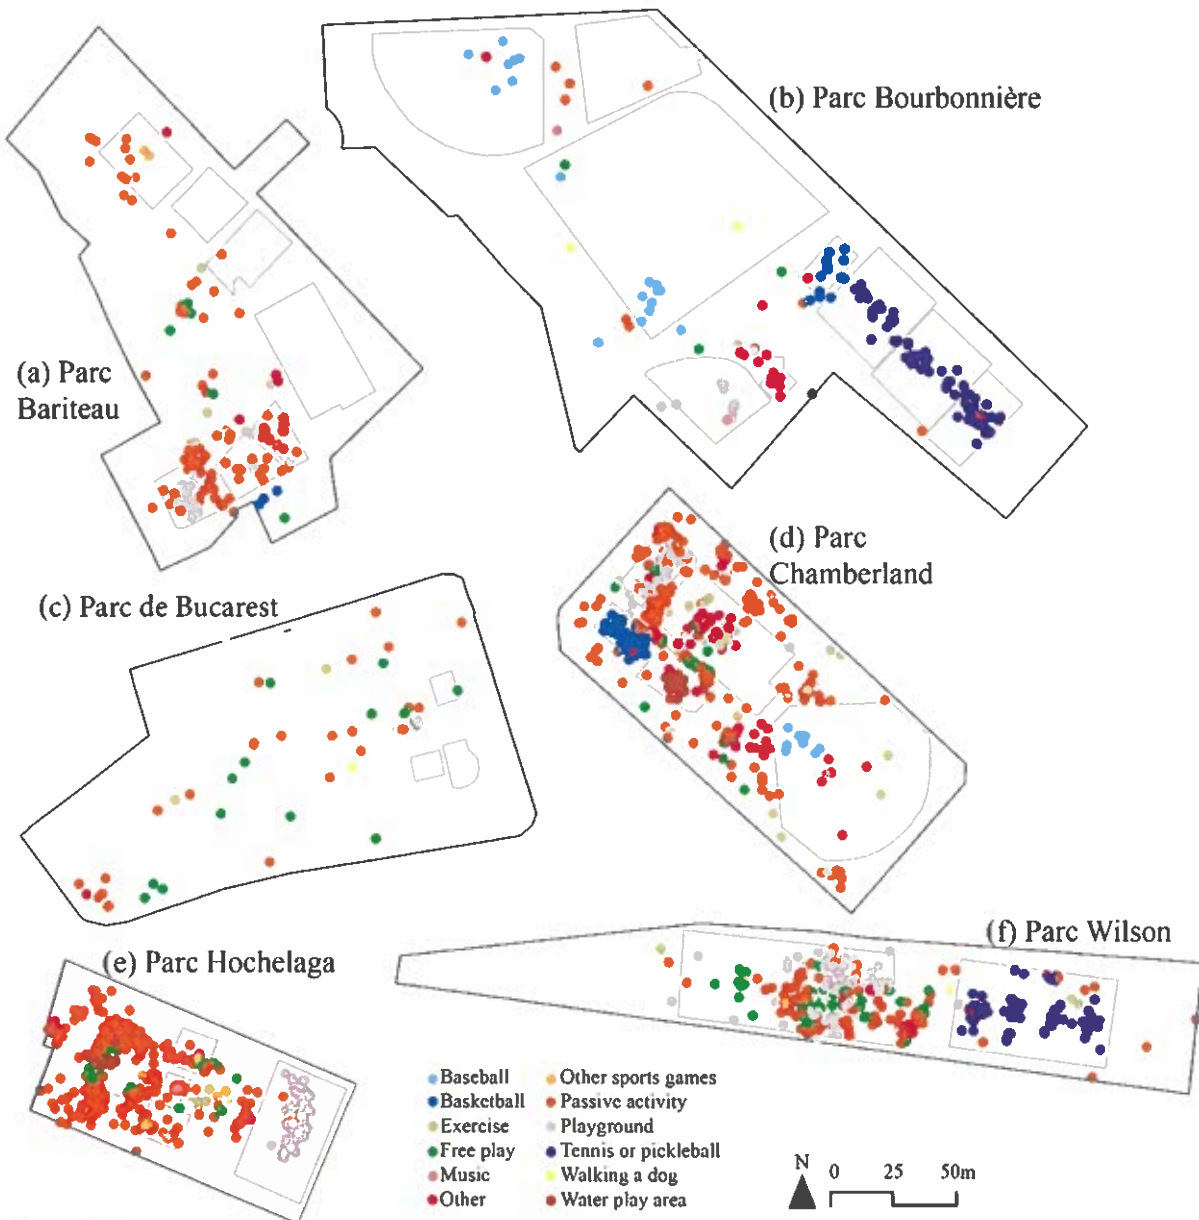 (b) Parc Bourbonnière
(a) Parc
Bariteau
(d) Parc
Chamberland
(c) Parc de Bucarest
(f) Parc Wilson
(e) Parc Hochelaga
Baseball
Basketball
Exercise
Free play
Music
Other
Other sports games
Passive activity
Playground
Tennis or pickleball
Walking a dog
Water play area
N
0 25 50m